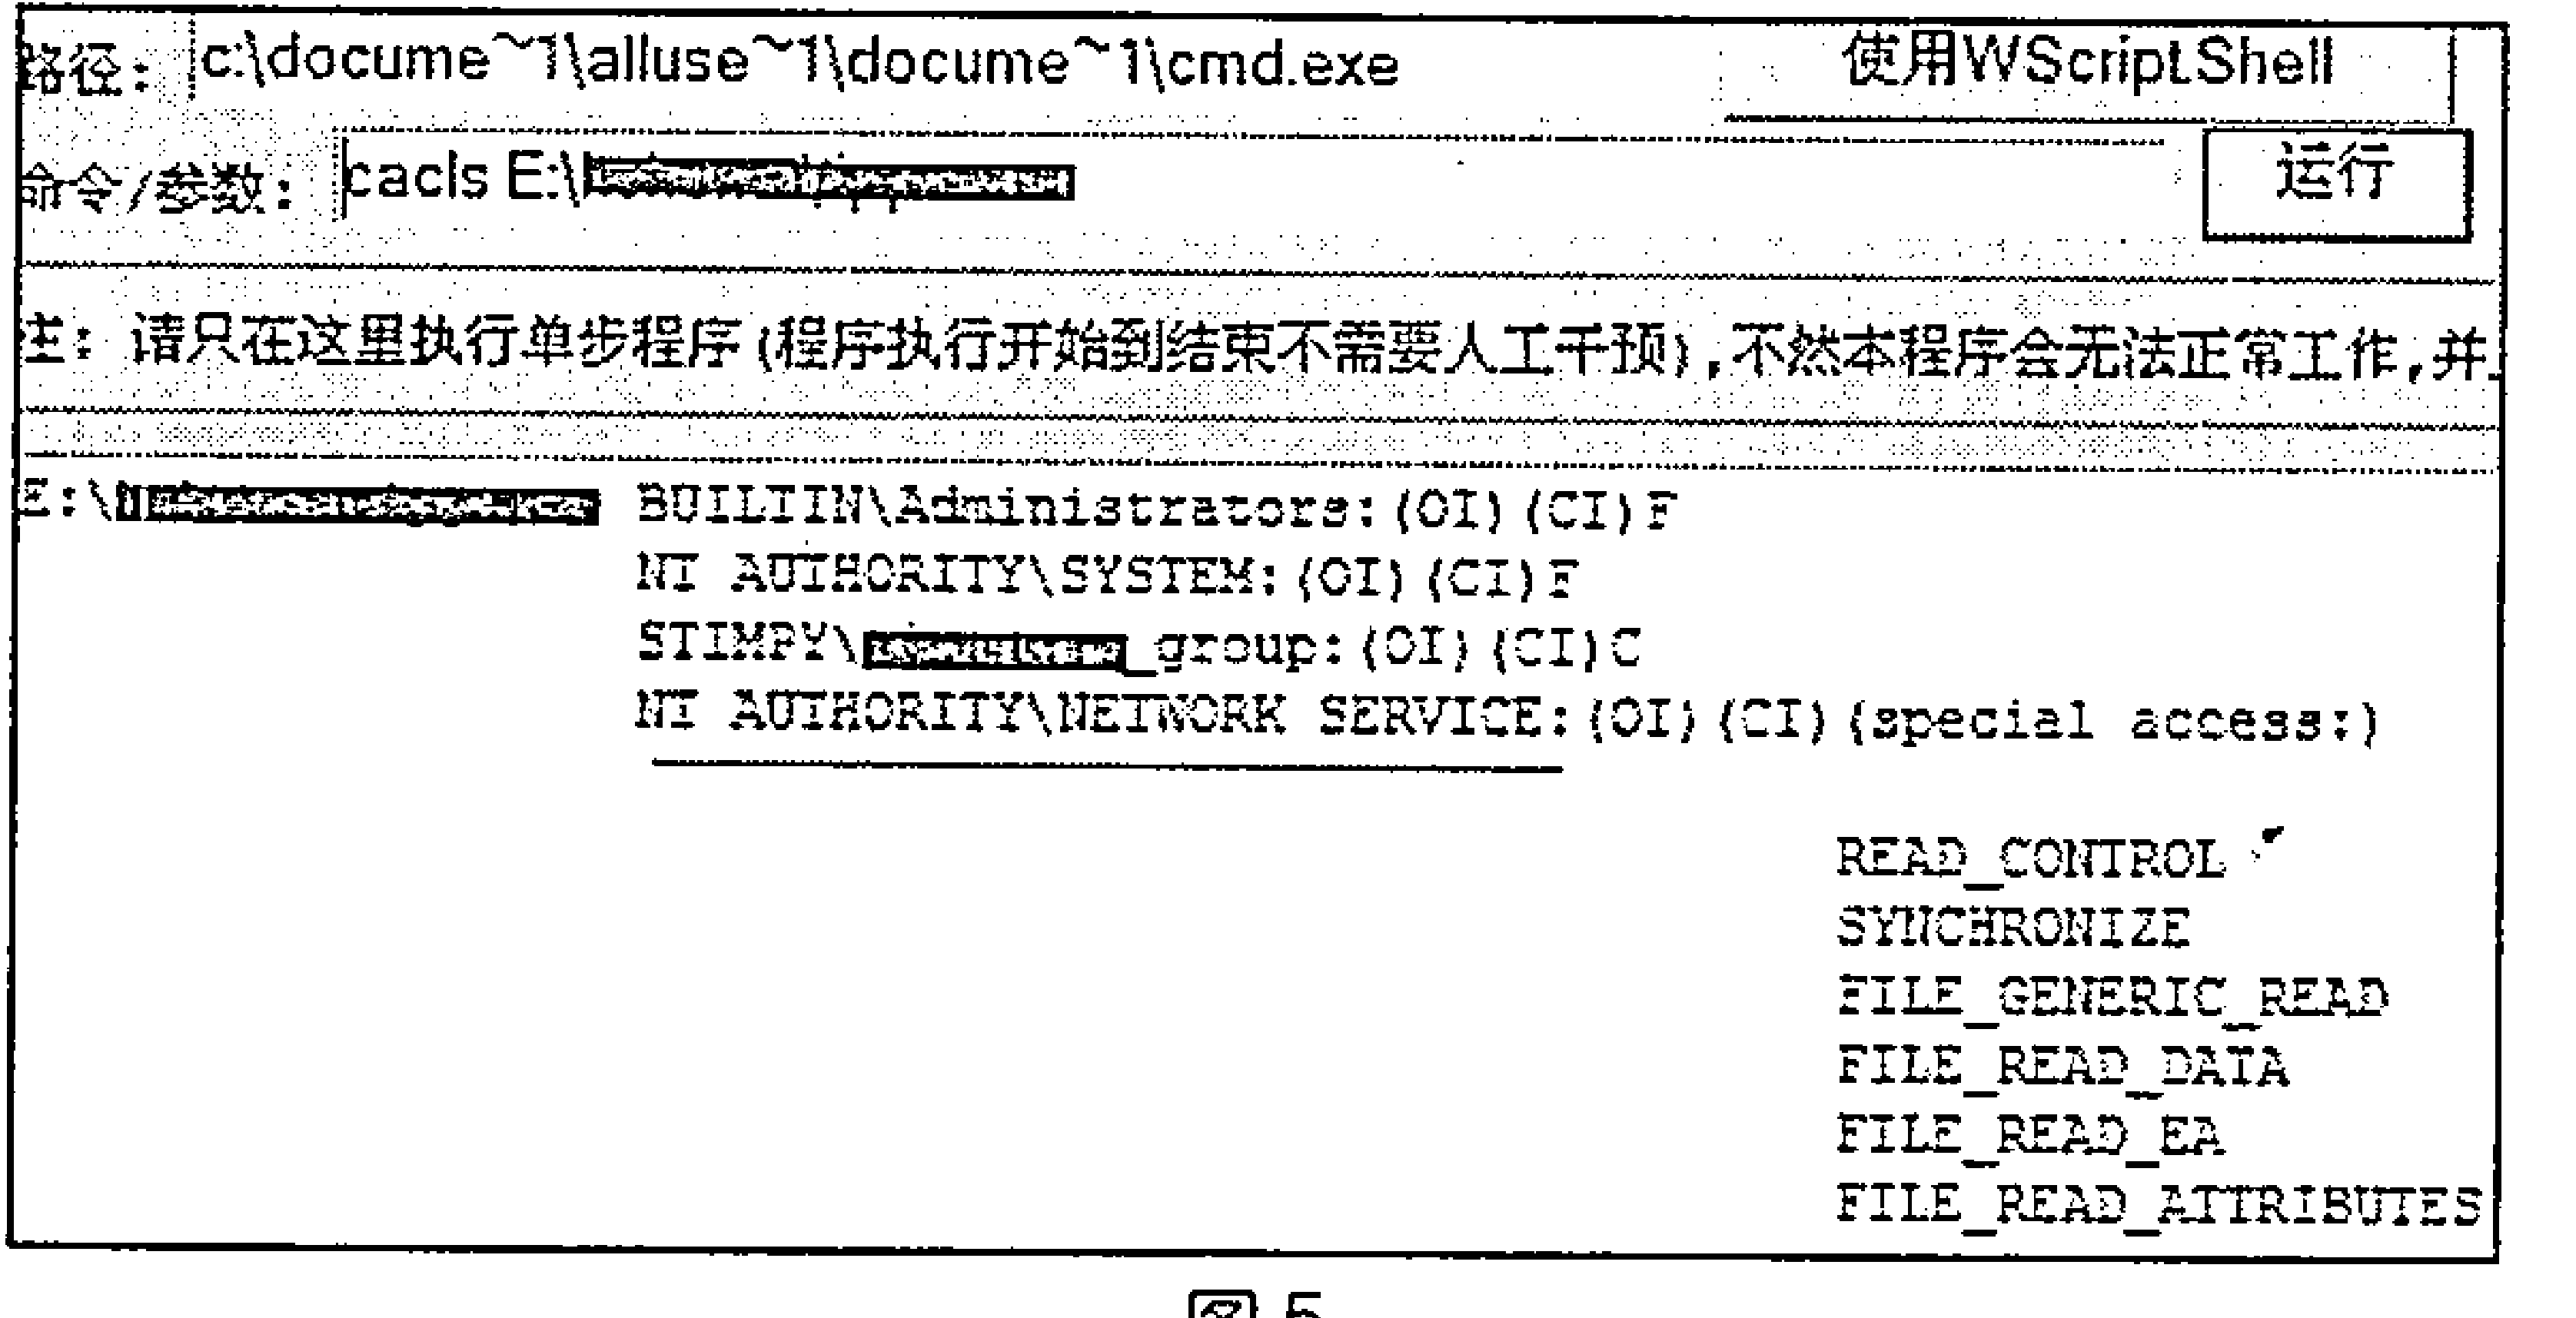 路径: c:\docume~1\alluse~1\docume~1\cmd.exe 使用WScript.Shell
命令/参数: cacls E:\ 运行
注: 请只在这里执行单步程序(程序执行开始到结束不需要人工干预),不然本程序会无法正常工作,并
E:\ BUILTIN\Administrators:(OI)(CI)F
NT AUTHORITY\SYSTEM:(OI)(CI)F
STIMPY\ _group:(OI)(CI)C
NT AUTHORITY\NETWORK SERVICE:(OI)(CI)(special access:)
READ_CONTROL
SYNCHRONIZE
FILE_GENERIC_READ
FILE_READ_DATA
FILE_READ_EA
FILE_READ_ATTRIBUTES
图 5